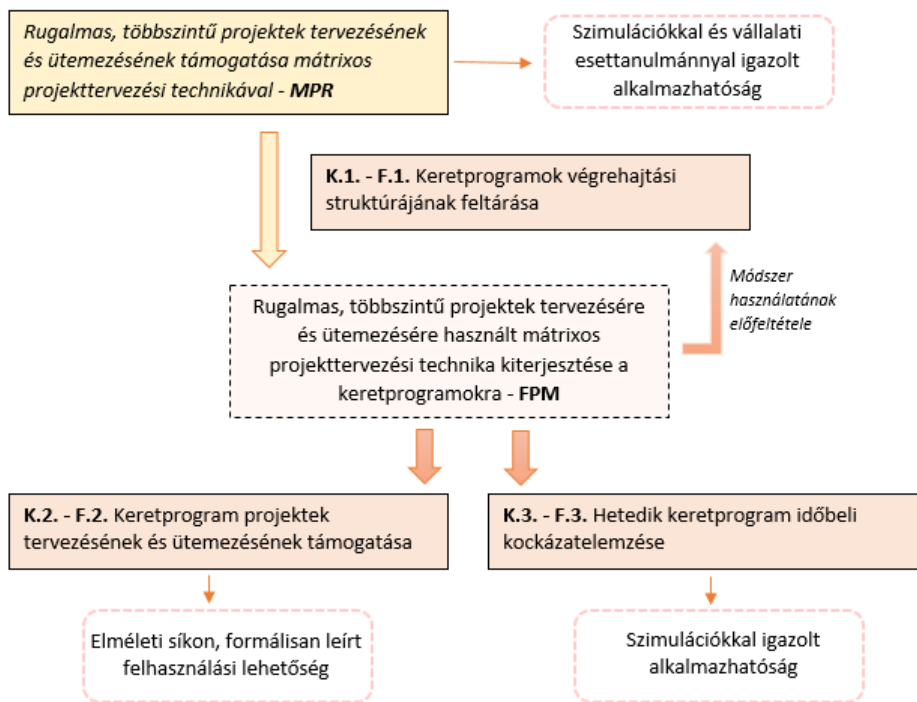 Rugalmas, többszintű projektek tervezésének
és ütemezésének támogatása mátrixos
projekttervezési technikával - MPR
Szimulációkkal és vállalati
esettanulmánnyal igazolt
alkalmazhatóság
K.1. - F.1. Keretprogramok végrehajtási
struktúrájának feltárása
Módszer
használatának
előfeltétele
Rugalmas, többszintű projektek tervezésére
és ütemezésére használt mátrixos
projekttervezési technika kiterjesztése a
keretprogramokra - FPM
K.2. - F.2. Keretprogram projektek
tervezésének és ütemezésének támogatása
K.3. - F.3. Hetedik keretprogram időbeli
kockázatelemzése
Elméleti síkon, formálisan leírt
felhasználási lehetőség
Szimulációkkal igazolt
alkalmazhatóság